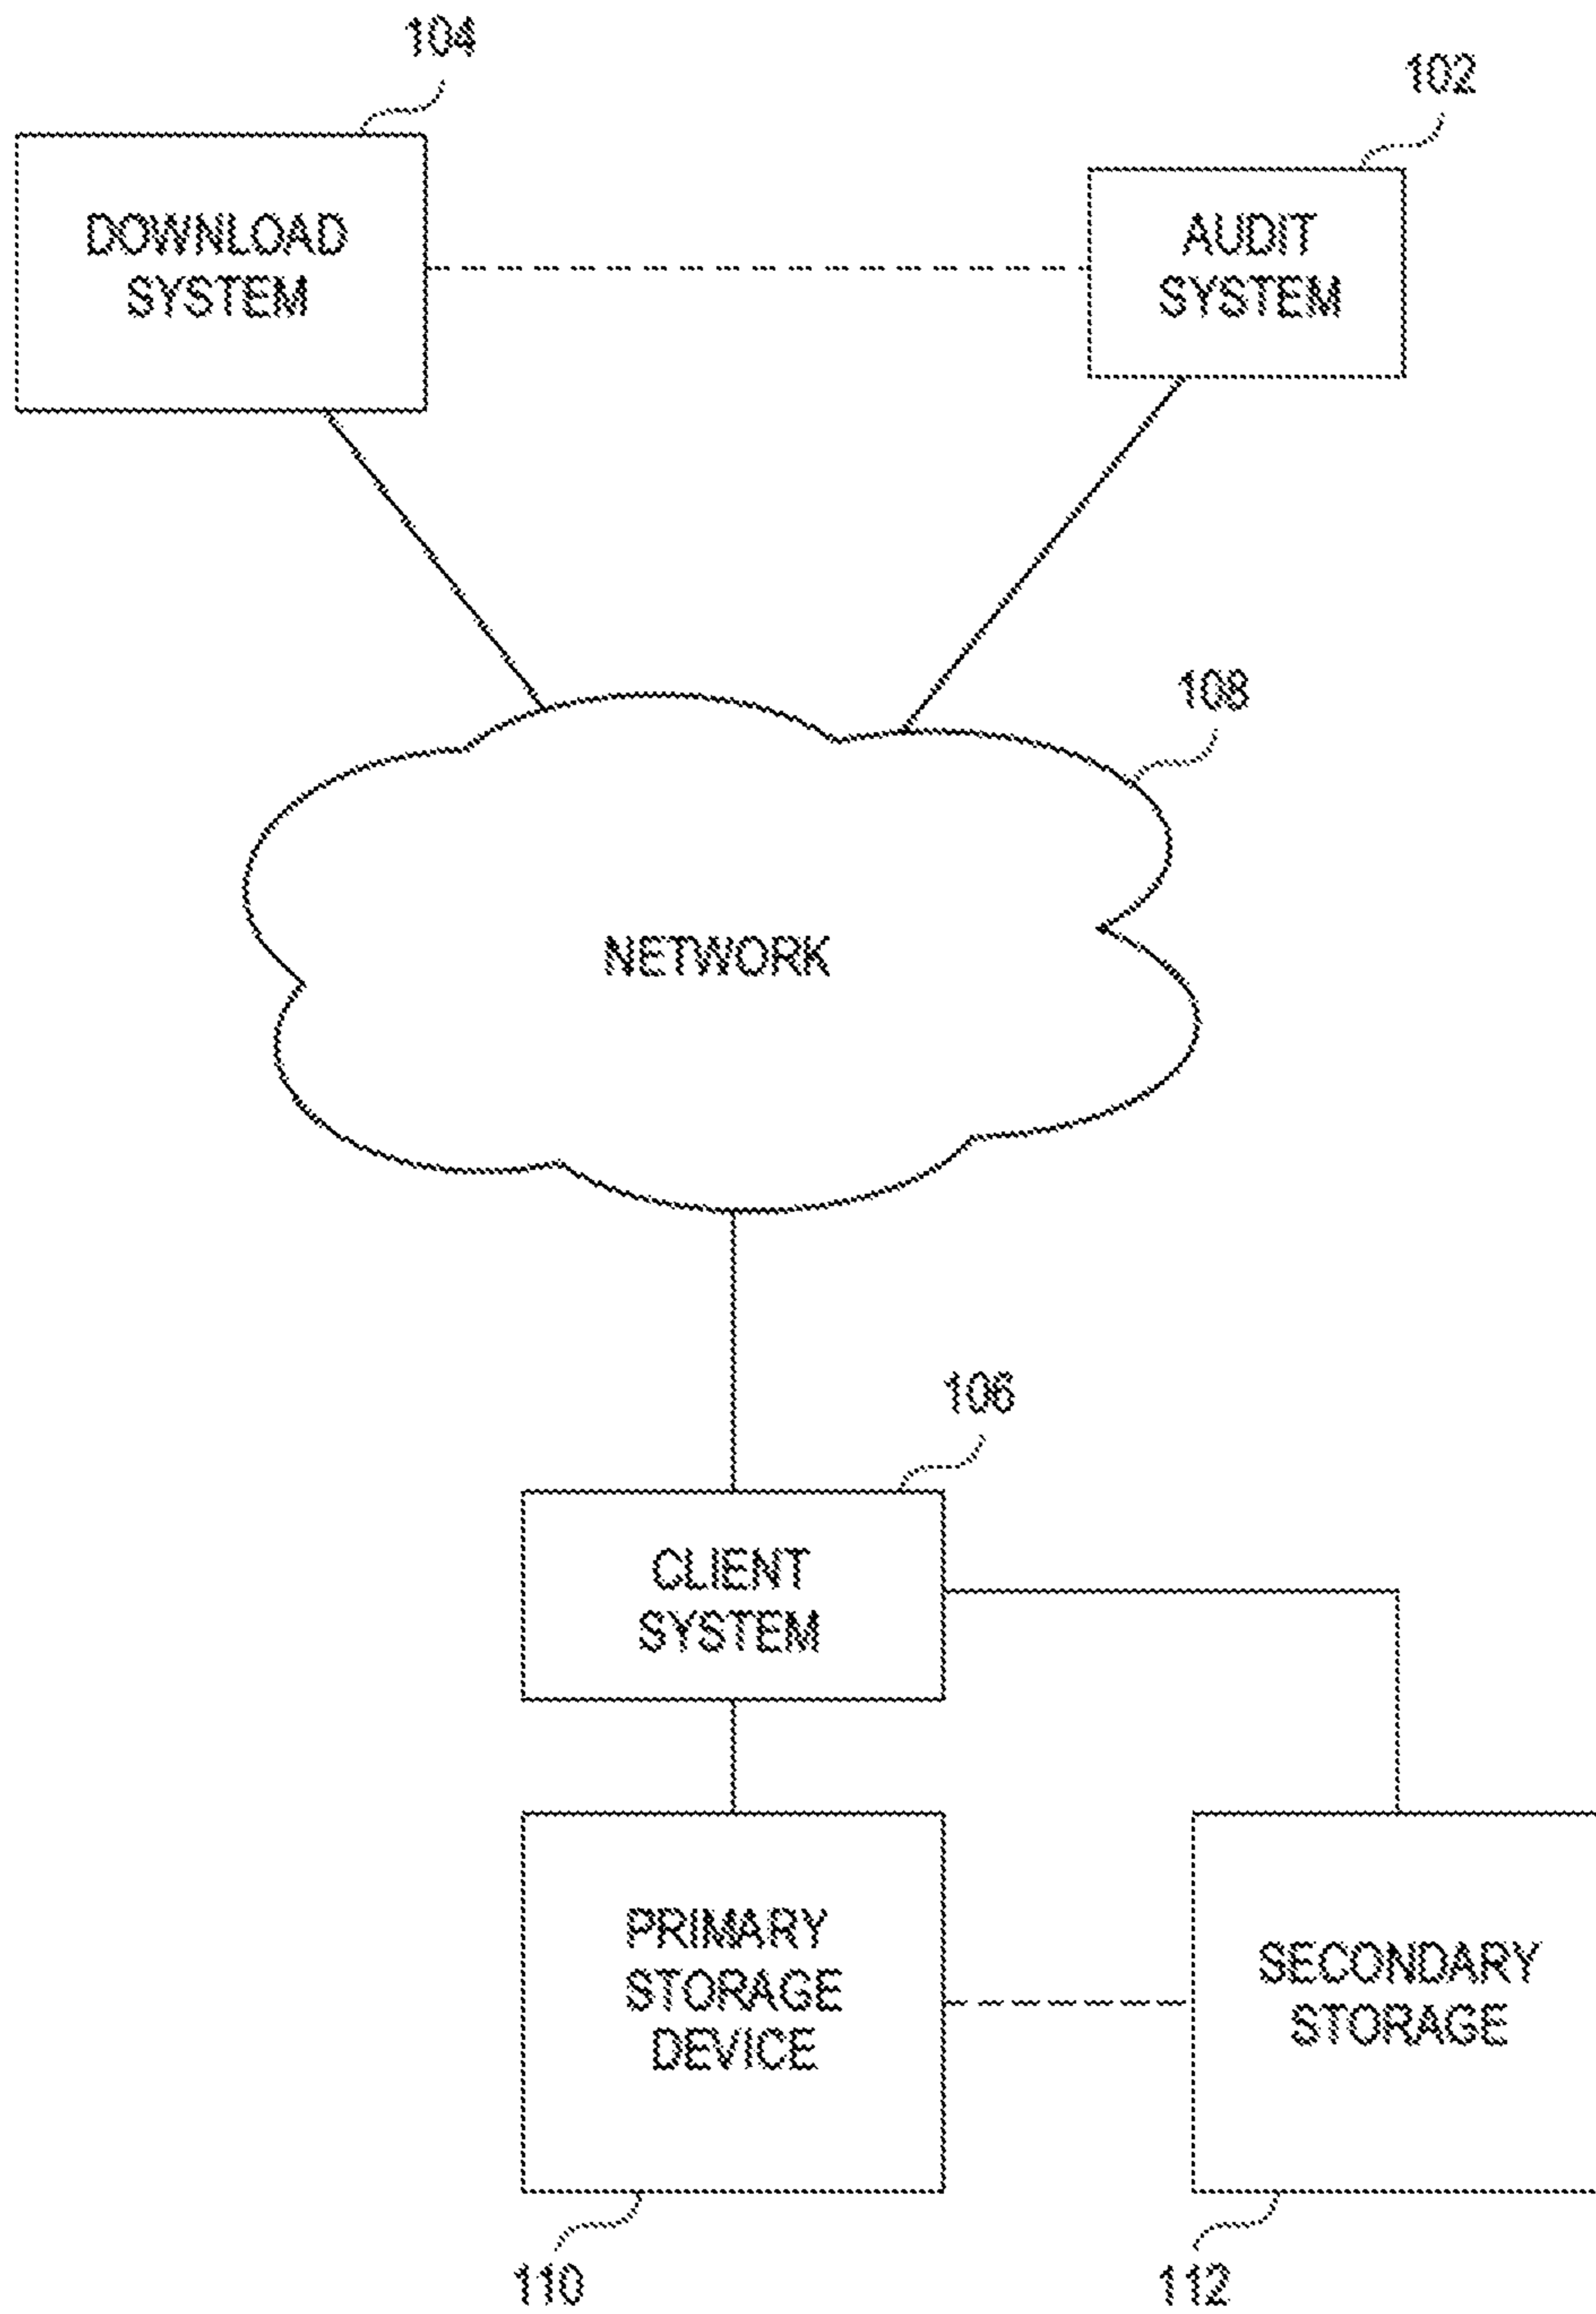 104
102
DOWNLOAD
SYSTEM
AUDIT
SYSTEM
108
NETWORK
106
CLIENT
SYSTEM
PRIMARY
STORAGE
DEVICE
SECONDARY
STORAGE
110
112